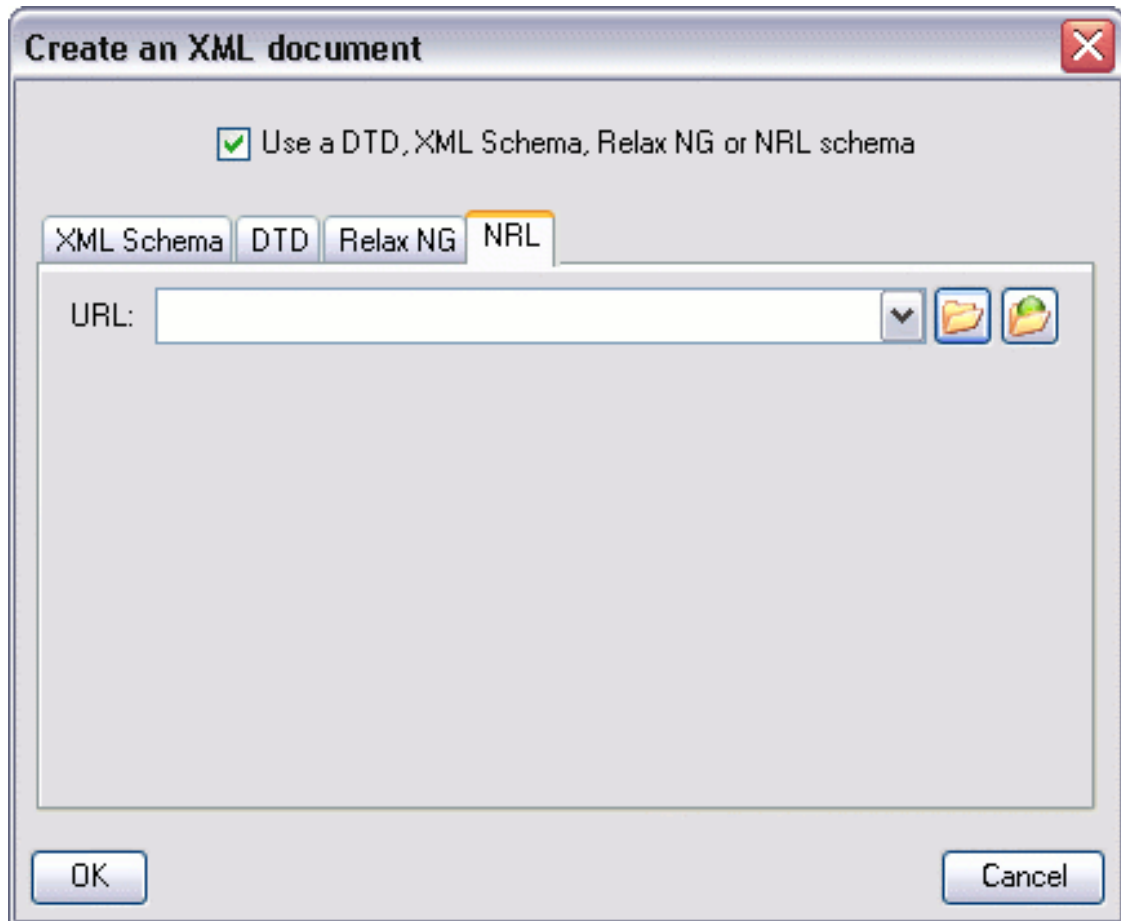 Create an XML document
Use a DTD, XML Schema, Relax NG or NRL schema
XML Schema DTD Relax NG NRL
URL:
OK Cancel